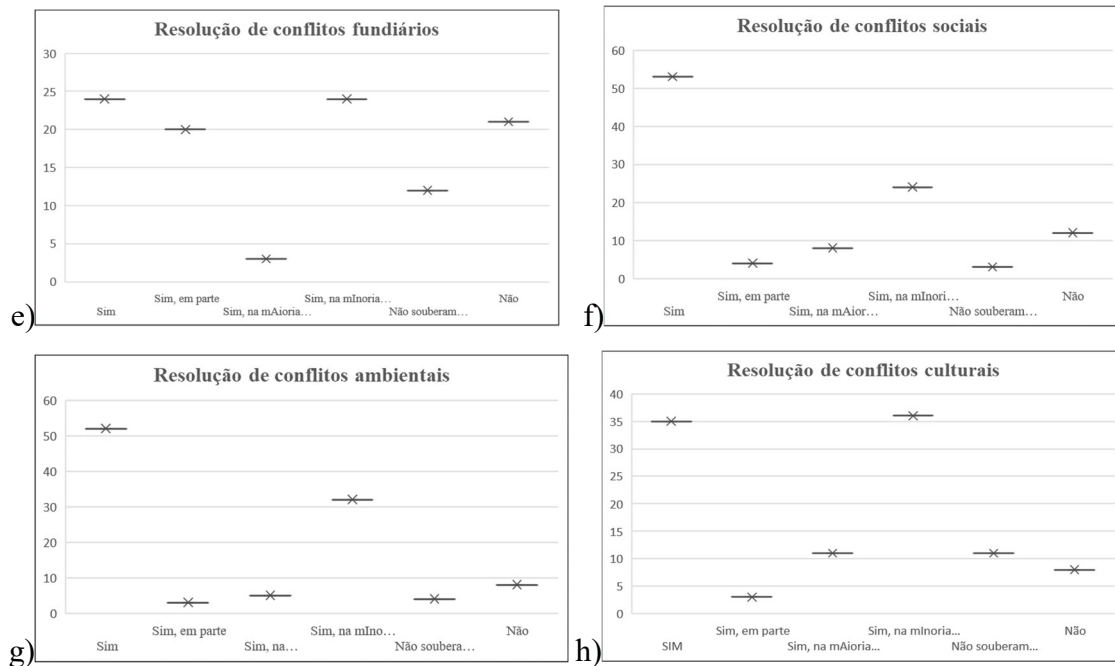 Resolução de conflitos fundiários
30
25
20
15
10
5
0
Sim
Sim, em parte
Sim, na mAioria…
Sim, na mInoria…
Não souberam…
Não
e)
Resolução de conflitos sociais
60
50
40
30
20
10
0
Sim
Sim, em parte
Sim, na mAior…
Sim, na mInori…
Não souberam…
Não
f)
Resolução de conflitos ambientais
60
50
40
30
20
10
0
Sim
Sim, em parte
Sim, na…
Sim, na mIno…
Não soubera…
Não
g)
Resolução de conflitos culturais
40
35
30
25
20
15
10
5
0
SIM
Sim, em parte
Sim, na mAioria…
Sim, na mInoria…
Não souberam…
Não
h)